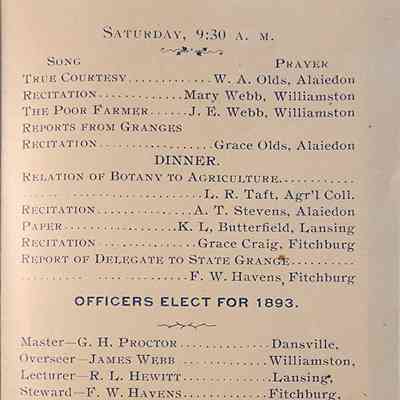 SATURDAY, 9:30 A. M.
SONG PRAYER
TRUE COURTESY............W. A. Olds, Alaiedon
RECITATION............Mary Webb, Williamston
THE POOR FARMER......J. E. Webb, Williamston
REPORTS FROM GRANGES
RECITATION....................Grace Olds, Alaiedon
DINNER.
RELATION OF BOTANY TO AGRICULTURE...........
............................L. R. Taft, Agr'l Coll.
RECITATION..............A. T. Stevens, Alaiedon
PAPER.................K. L, Butterfield, Lansing
RECITATION..............Grace Craig, Fitchburg
REPORT OF DELEGATE TO STATE GRANGE.........
..........................F. W. Havens, Fitchburg
OFFICERS ELECT FOR 1893.
Master—G. H. PROCTOR.............Dansville,
Overseer—JAMES WEBB.............Williamston,
Lecturer—R. L. HEWITT.............Lansing,
Steward—F. W. HAVENS............Fitchburg,